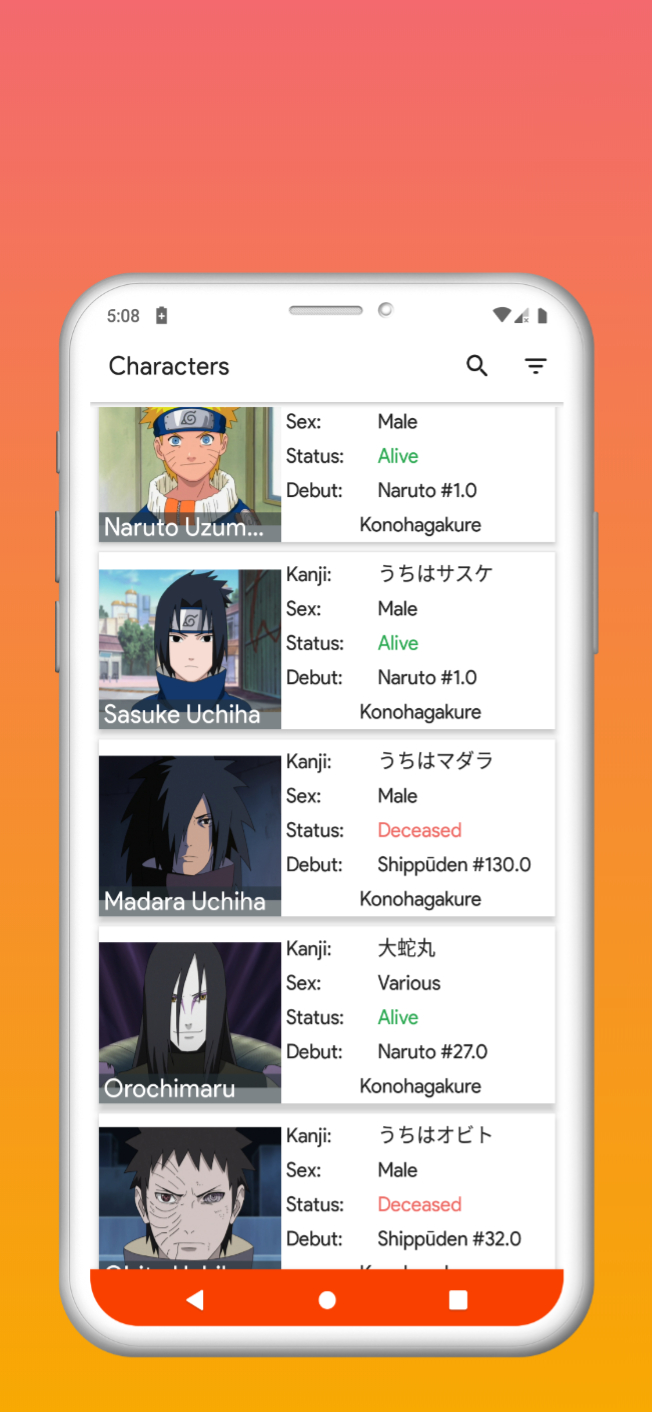 5:08
Characters
Sex: Male
Status: Alive
Debut: Naruto #1.0
Naruto Uzum...
Konohagakure
Kanji: うちはサスケ
Sex: Male
Status: Alive
Debut: Naruto #1.0
Sasuke Uchiha
Konohagakure
Kanji: うちはマダラ
Sex: Male
Status: Deceased
Debut: Shippūden #130.0
Madara Uchiha
Konohagakure
Kanji: 大蛇丸
Sex: Various
Status: Alive
Debut: Naruto #27.0
Orochimaru
Konohagakure
Kanji: うちはオビト
Sex: Male
Status: Deceased
Debut: Shippūden #32.0